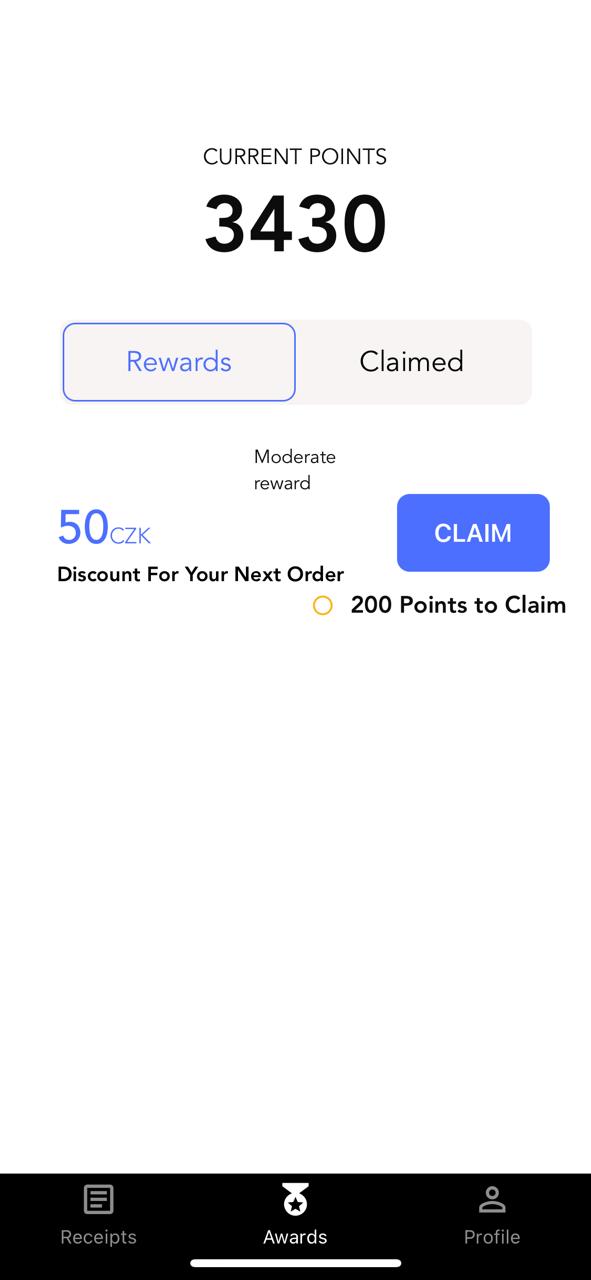 CURRENT POINTS
3430
Rewards
Claimed
Moderate
reward
50CZK
CLAIM
Discount For Your Next Order
200 Points to Claim
Receipts
Awards
Profile